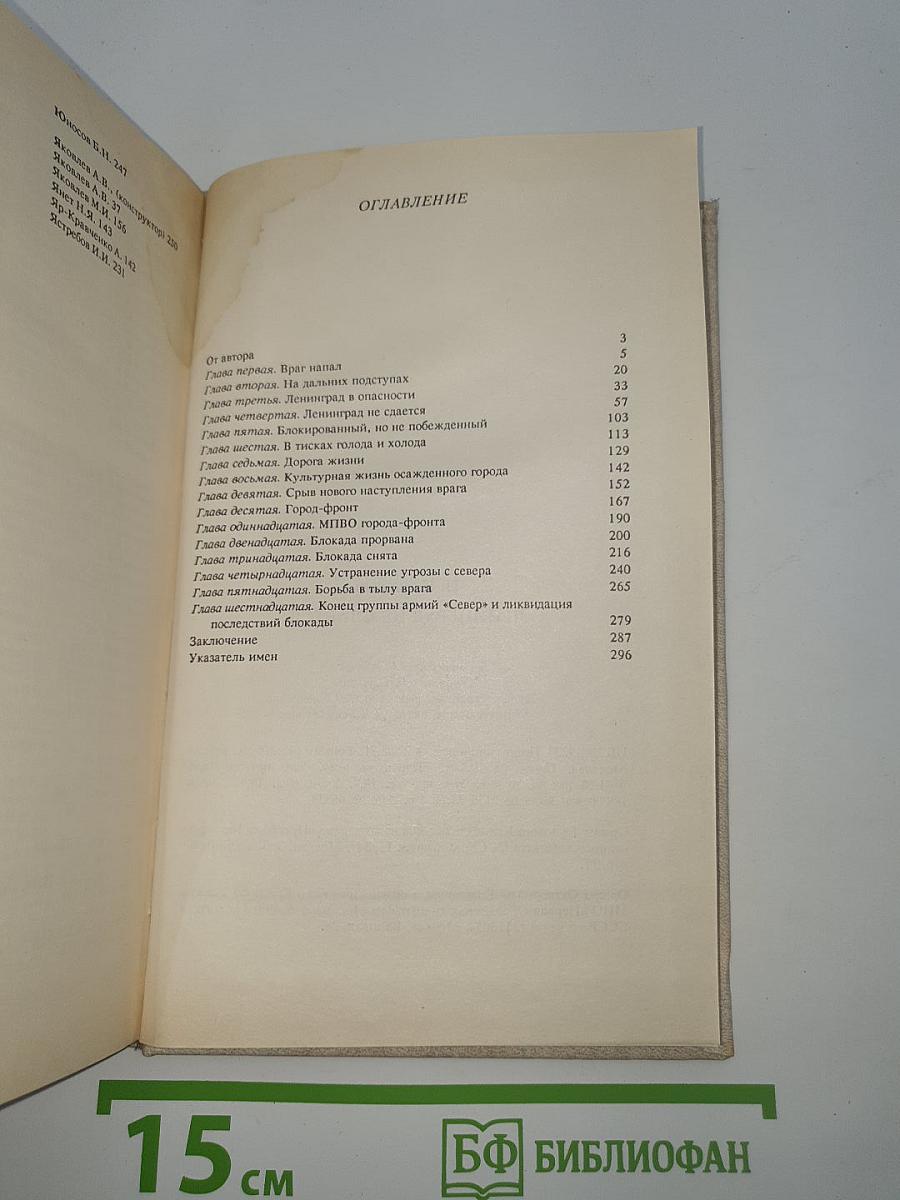 Юносов Б.Н. 247
Яковлев А.В., (конструктор) 250
Яковлев А.В. 37
Яковлев М.И. 156
Янет Н.Я. 143
Яр-Кравченко А. 142
Ястребов И.И. 231
ОГЛАВЛЕНИЕ
От автора 3
Глава первая. Враг напал 5
Глава вторая. На дальних подступах 20
Глава третья. Ленинград в опасности 33
Глава четвертая. Ленинград не сдается 57
Глава пятая. Блокированный, но не побежденный 103
Глава шестая. В тисках голода и холода 113
Глава седьмая. Дорога жизни 129
Глава восьмая. Культурная жизнь осажденного города 142
Глава девятая. Срыв нового наступления врага 152
Глава десятая. Город-фронт 167
Глава одиннадцатая. МПВО города-фронта 190
Глава двенадцатая. Блокада прорвана 200
Глава тринадцатая. Блокада снята 216
Глава четырнадцатая. Устранение угрозы с севера 240
Глава пятнадцатая. Борьба в тылу врага 265
Глава шестнадцатая. Конец группы армий «Север» и ликвидация
последствий блокады 279
Заключение 287
Указатель имен 296
15 см
БФ БИБЛИОФАН